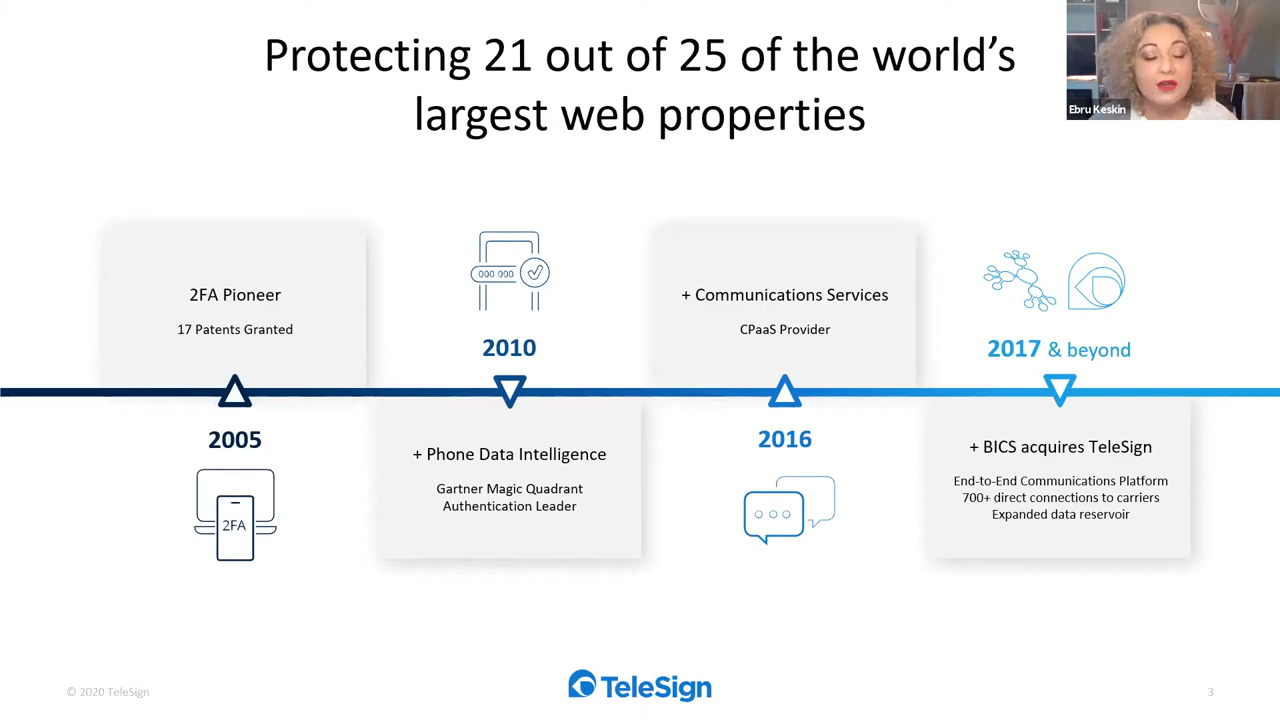 Protecting 21 out of 25 of the world’s
largest web properties
Ebru Keskin
2FA Pioneer
17 Patents Granted
2005
2FA
000 000
2010
+ Phone Data Intelligence
Gartner Magic Quadrant
Authentication Leader
+ Communications Services
CPaaS Provider
2016
2017 & beyond
+ BICS acquires TeleSign
End-to-End Communications Platform
700+ direct connections to carriers
Expanded data reservoir
© 2020 TeleSign
TeleSign
3